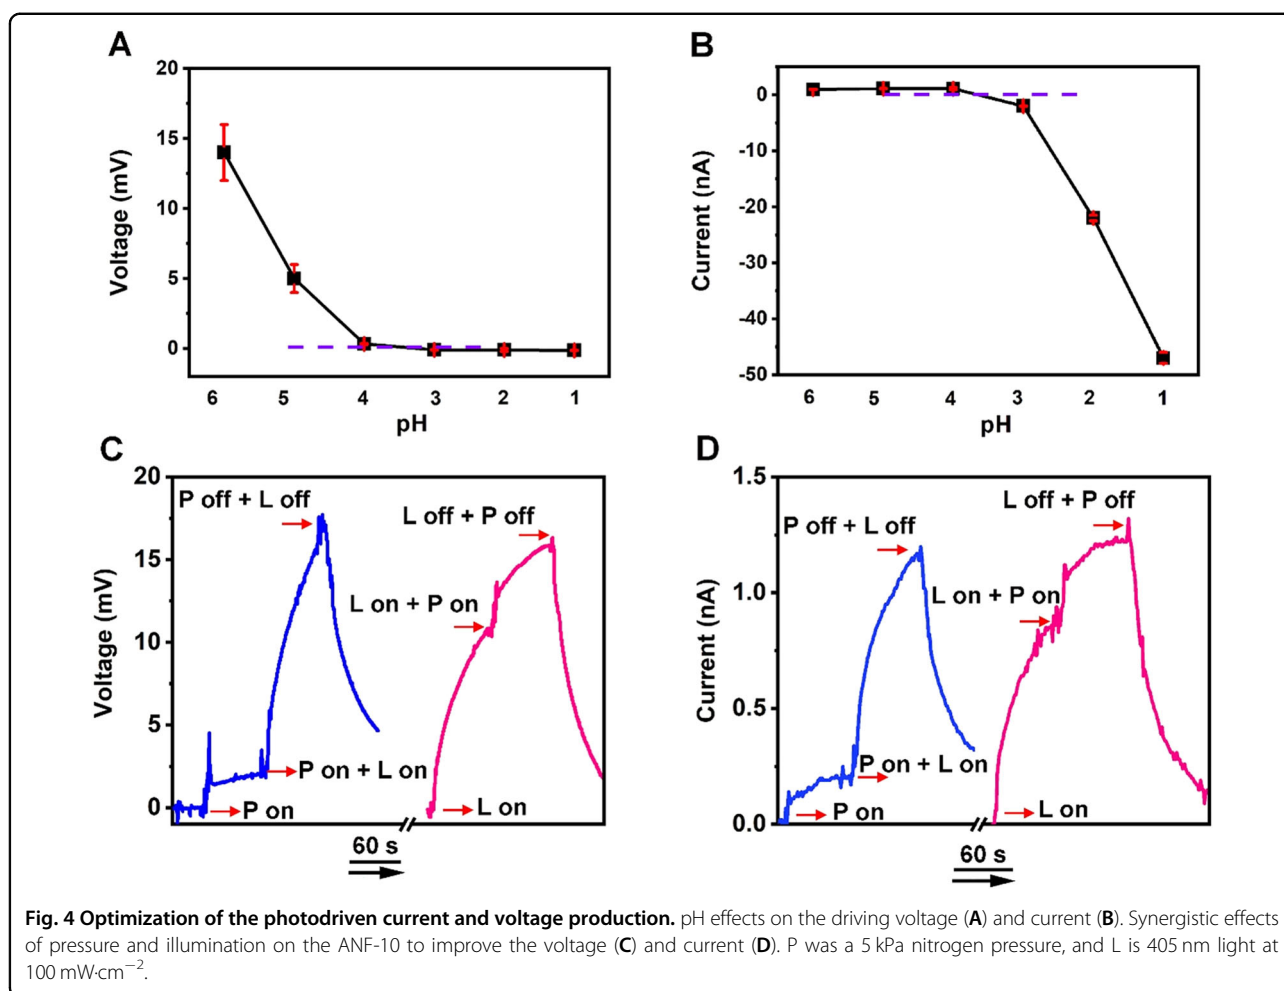 A
20
15
10
5
0
Voltage (mV)
6 5 4 3 2 1
pH
B
0
-10
-20
-30
-40
-50
Current (nA)
6 5 4 3 2 1
pH
C
20
15
10
5
0
Voltage (mV)
P off + L off
L off + P off
L on + P on
P on + L on
P on
L on
60 s
D
1.5
1.0
0.5
0.0
Current (nA)
L off + P off
P off + L off
L on + P on
P on + L on
P on
L on
60 s
Fig. 4 Optimization of the photodriven current and voltage production. pH effects on the driving voltage (A) and current (B). Synergistic effects
of pressure and illumination on the ANF-10 to improve the voltage (C) and current (D). P was a 5 kPa nitrogen pressure, and L is 405 nm light at
100 mW·cm⁻².